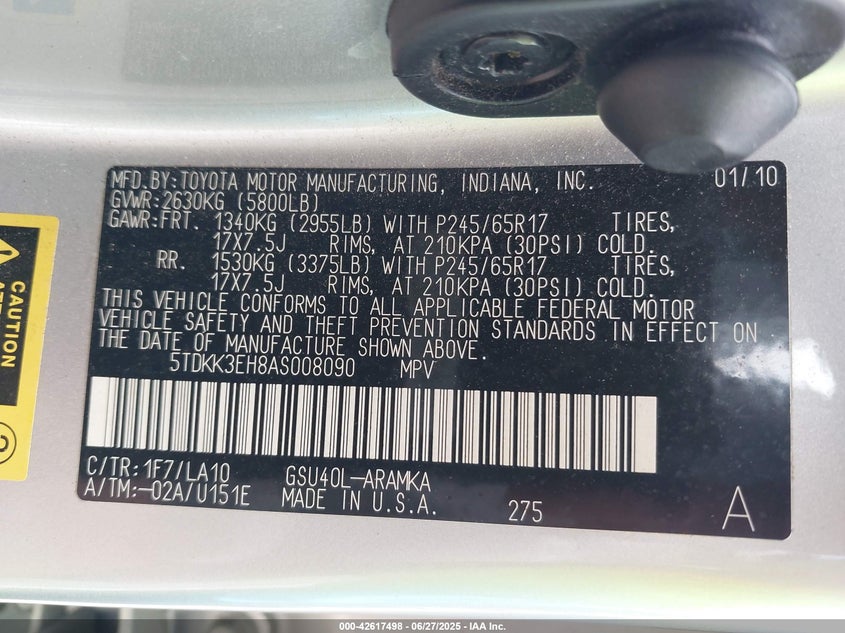 MFD.BY:TOYOTA MOTOR MANUFACTURING, INDIANA, INC. 01/10
GVWR:2630KG (5800LB)
GAWR:FRT. 1340KG (2955LB) WITH P245/65R17 TIRES,
17X7.5J RIMS, AT 210KPA (30PSI) COLD.
RR. 1530KG (3375LB) WITH P245/65R17 TIRES,
17X7.5J RIMS, AT 210KPA (30PSI) COLD.
THIS VEHICLE CONFORMS TO ALL APPLICABLE FEDERAL MOTOR
VEHICLE SAFETY AND THEFT PREVENTION STANDARDS IN EFFECT ON
THE DATE OF MANUFACTURE SHOWN ABOVE.
5TDKK3EH8AS008090 MPV
C/TR:1F7/LA10 GSU40L-ARAMKA
A/TM:-02A/U151E MADE IN U.S.A. 275 A
CAUTION
000-42617498 - 06/27/2025 - IAA Inc.